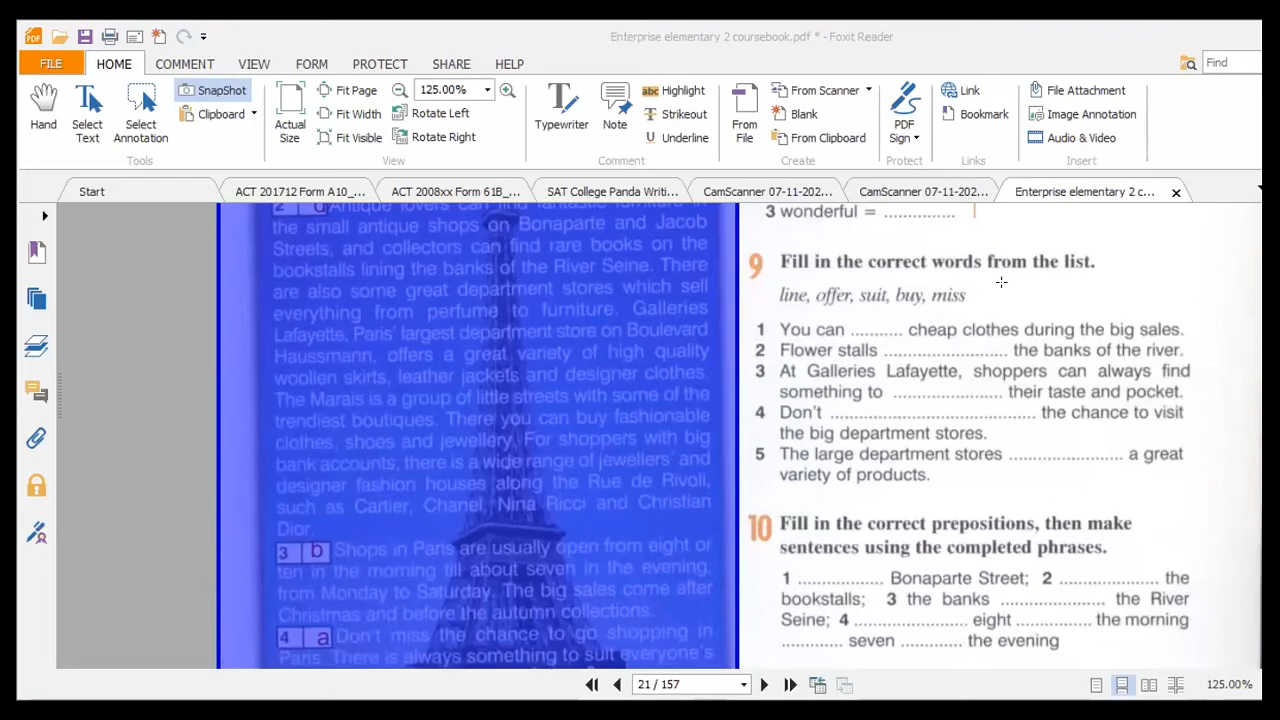 Enterprise elementary 2 coursebook.pdf * - Foxit Reader
FILE HOME COMMENT VIEW FORM PROTECT SHARE HELP
Find
Hand
Select Text
Select Annotation
SnapShot
Clipboard
Tools
Actual Size
Fit Page
Fit Width
Fit Visible
125.00%
Rotate Left
Rotate Right
View
Typewriter
Note
Highlight
Strikeout
Underline
Comment
From File
From Scanner
Blank
From Clipboard
Create
PDF Sign
Protect
Link
Bookmark
Links
File Attachment
Image Annotation
Audio & Video
Insert
Start
ACT 201712 Form A10_...
ACT 2008xx Form 61B_...
SAT College Panda Writi...
CamScanner 07-11-202...
CamScanner 07-11-202...
Enterprise elementary 2 c...
2 d Antique lovers can find fantastic furniture in
the small antique shops on Bonaparte and Jacob
Streets, and collectors can find rare books on the
bookstalls lining the banks of the River Seine. There
are also some great department stores which sell
everything from perfume to furniture. Galleries
Lafayette, Paris' largest department store on Boulevard
Haussmann, offers a great variety of high quality
woollen skirts, leather jackets and designer clothes.
The Marais is a group of little streets with some of the
trendiest boutiques. There you can buy fashionable
clothes, shoes and jewellery. For shoppers with big
bank accounts, there is a wide range of jewellers' and
designer fashion houses along the Rue de Rivoli,
such as Cartier, Chanel, Nina Ricci and Christian
Dior.
3 b Shops in Paris are usually open from eight or
ten in the morning till about seven in the evening,
from Monday to Saturday. The big sales come after
Christmas and before the autumn collections.
4 a Don't miss the chance to go shopping in
Paris. There is always something to suit everyone's
3 wonderful = ..............
9 Fill in the correct words from the list.
line, offer, suit, buy, miss
1 You can .......... cheap clothes during the big sales.
2 Flower stalls ........................ the banks of the river.
3 At Galleries Lafayette, shoppers can always find
something to ..................... their taste and pocket.
4 Don't ........................................ the chance to visit
the big department stores.
5 The large department stores ...................... a great
variety of products.
10 Fill in the correct prepositions, then make
sentences using the completed phrases.
1 ................ Bonaparte Street; 2 ................... the
bookstalls; 3 the banks .................... the River
Seine; 4 ...................... eight ............... the morning
............ seven ............ the evening
21 / 157
125.00%